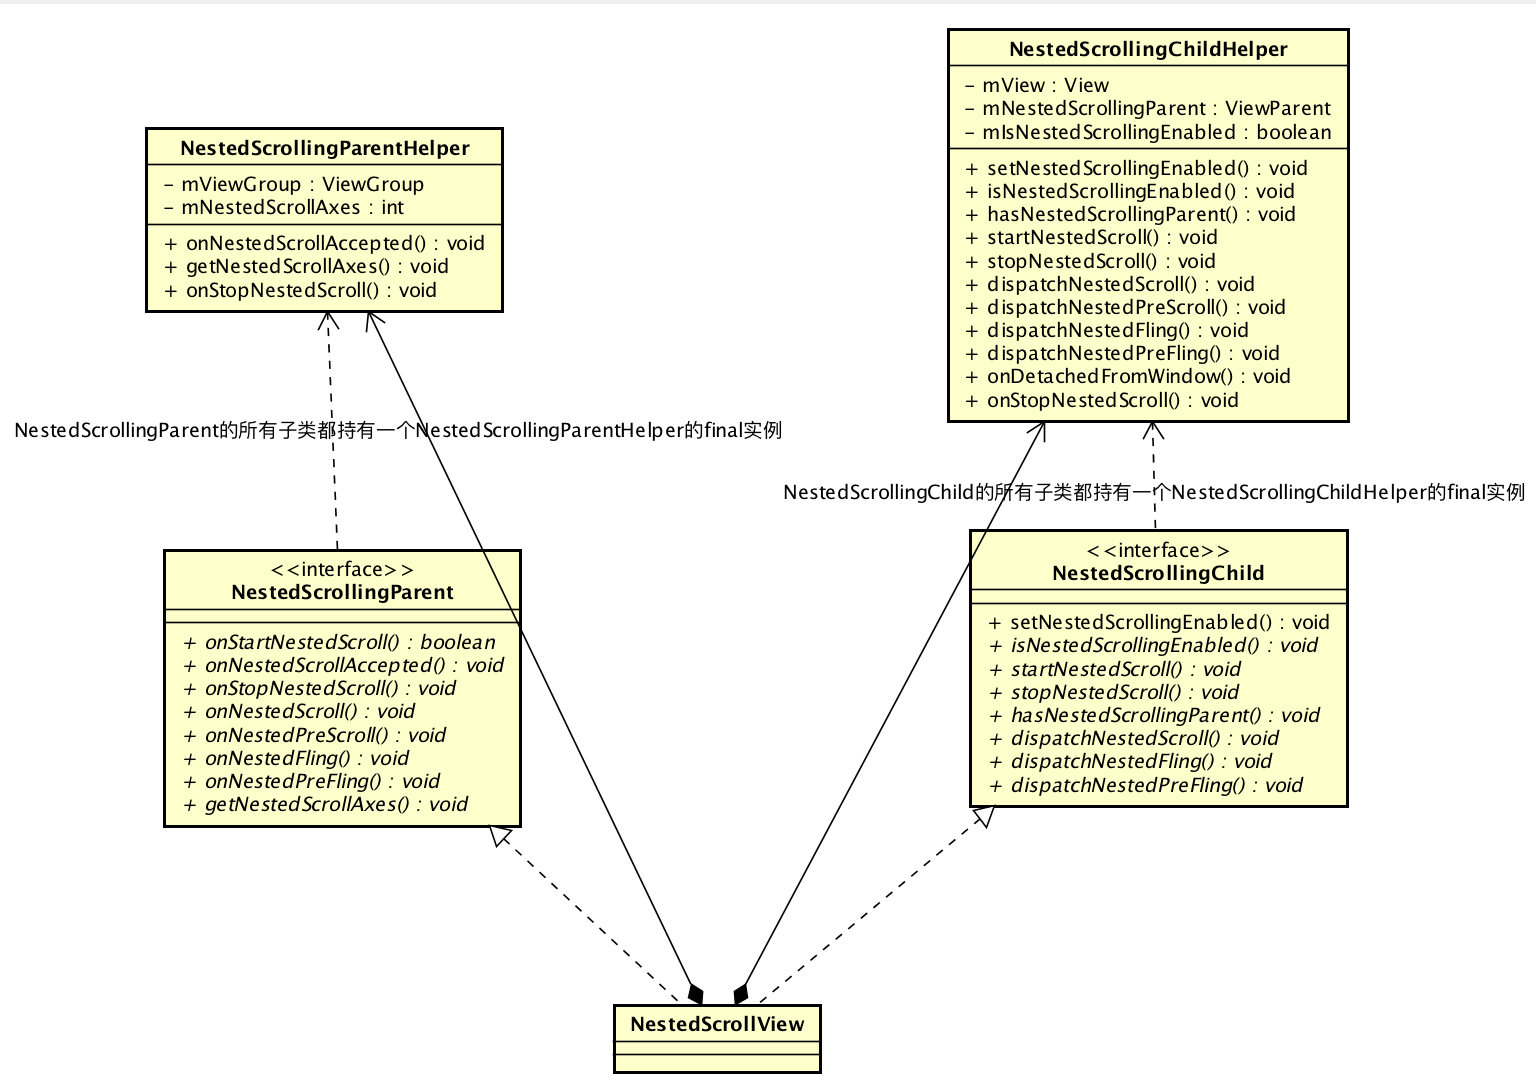 NestedScrollingParentHelper
– mViewGroup : ViewGroup
– mNestedScrollAxes : int
+ onNestedScrollAccepted() : void
+ getNestedScrollAxes() : void
+ onStopNestedScroll() : void
NestedScrollingChildHelper
– mView : View
– mNestedScrollingParent : ViewParent
– mIsNestedScrollingEnabled : boolean
+ setNestedScrollingEnabled() : void
+ isNestedScrollingEnabled() : void
+ hasNestedScrollingParent() : void
+ startNestedScroll() : void
+ stopNestedScroll() : void
+ dispatchNestedScroll() : void
+ dispatchNestedPreScroll() : void
+ dispatchNestedFling() : void
+ dispatchNestedPreFling() : void
+ onDetachedFromWindow() : void
+ onStopNestedScroll() : void
NestedScrollingParent的所有子类都持有一个NestedScrollingParentHelper的final实例
NestedScrollingChild的所有子类都持有一个NestedScrollingChildHelper的final实例
<<interface>>
NestedScrollingParent
+ onStartNestedScroll() : boolean
+ onNestedScrollAccepted() : void
+ onStopNestedScroll() : void
+ onNestedScroll() : void
+ onNestedPreScroll() : void
+ onNestedFling() : void
+ onNestedPreFling() : void
+ getNestedScrollAxes() : void
<<interface>>
NestedScrollingChild
+ setNestedScrollingEnabled() : void
+ isNestedScrollingEnabled() : void
+ startNestedScroll() : void
+ stopNestedScroll() : void
+ hasNestedScrollingParent() : void
+ dispatchNestedScroll() : void
+ dispatchNestedFling() : void
+ dispatchNestedPreFling() : void
NestedScrollView